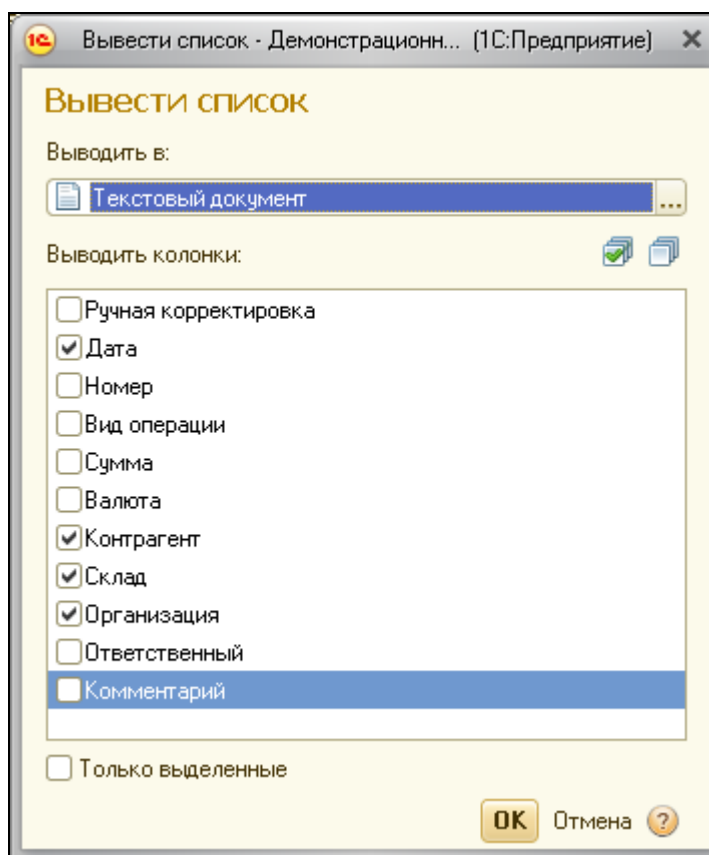 1С Вывести список - Демонстрационн... (1С:Предприятие)
Вывести список
Выводить в:
Текстовый документ ...
Выводить колонки:
Ручная корректировка
Дата
Номер
Вид операции
Сумма
Валюта
Контрагент
Склад
Организация
Ответственный
Комментарий
Только выделенные
OK Отмена ?